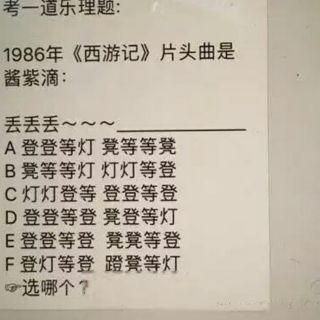 考一道乐理题:
1986年《西游记》片头曲是
酱紫滴:
丢丢丢～～～______________
A 登登等灯 凳等等凳
B 凳等等灯 灯灯等登
C 灯灯登等 登登等登
D 登登等登 凳登等灯
E 登登等登 凳凳等登
F 登灯等登 蹬凳等灯
☞选哪个?